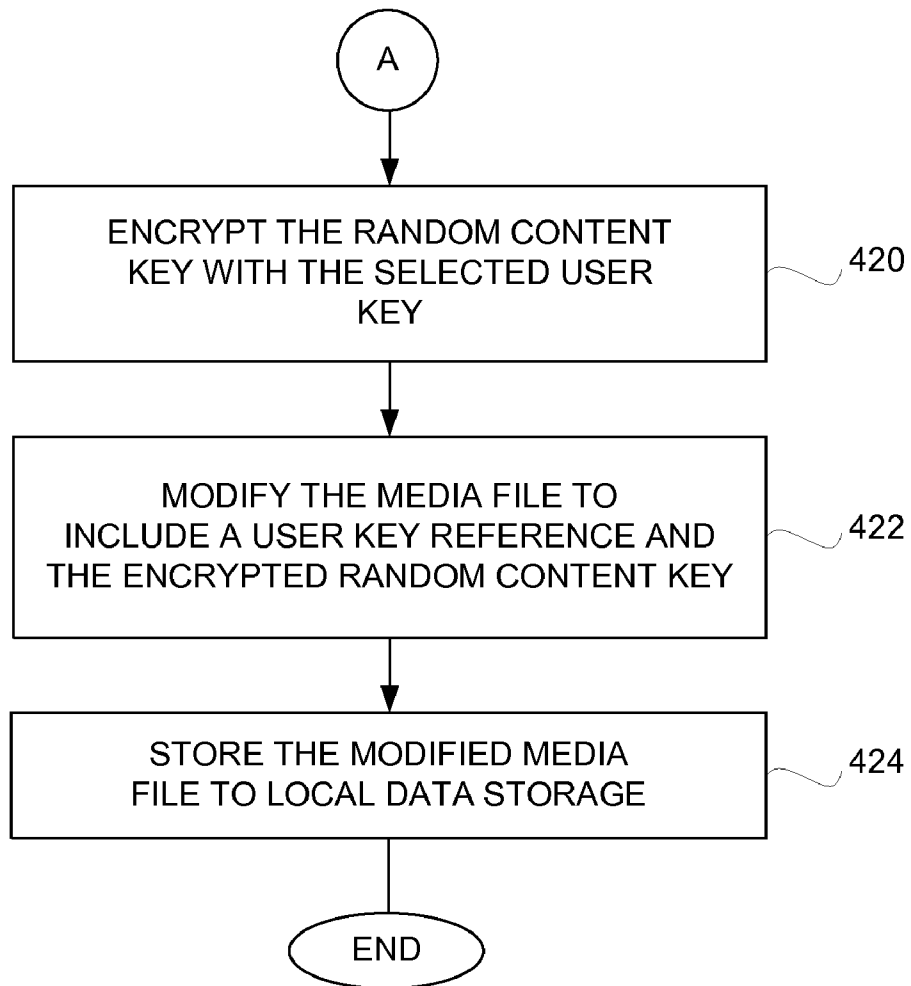 A
ENCRYPT THE RANDOM CONTENT
KEY WITH THE SELECTED USER
KEY
420
MODIFY THE MEDIA FILE TO
INCLUDE A USER KEY REFERENCE AND
THE ENCRYPTED RANDOM CONTENT KEY
422
STORE THE MODIFIED MEDIA
FILE TO LOCAL DATA STORAGE
424
END